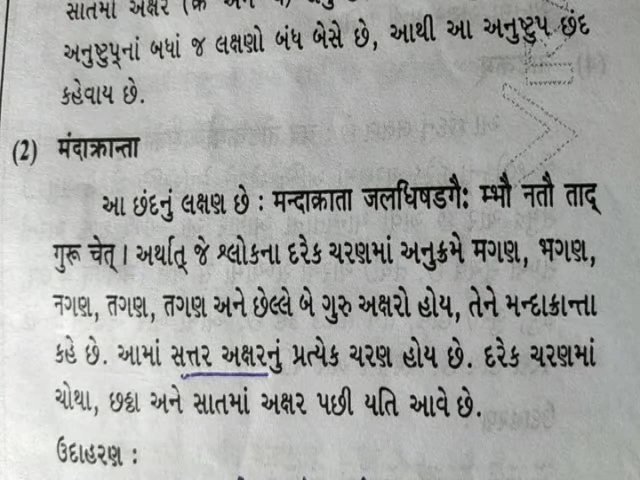 સાતમાં અક્ષર
અનુષ્ટુપ્‌નાં બધાં જ લક્ષણો બંધ બેસે છે, આથી આ અનુષ્ટુપ્ છંદ
કહેવાય છે.
(2) મંદાક્રાન્તા
આ છંદનું લક્ષણ છે : મન્દાક્રાતા જલધિષડગૈ: મ્ભૌ નતૌ તાદ્
ગુરૂ ચેત્ । અર્થાત્ જે શ્લોકના દરેક ચરણમાં અનુક્રમે મગણ, ભગણ,
નગણ, તગણ, તગણ અને છેલ્લે બે ગુરુ અક્ષરો હોય, તેને મન્દાક્રાન્તા
કહે છે. આમાં સત્તર અક્ષરનું પ્રત્યેક ચરણ હોય છે. દરેક ચરણમાં
ચોથા, છઠ્ઠા અને સાતમાં અક્ષર પછી યતિ આવે છે.
ઉદાહરણ :